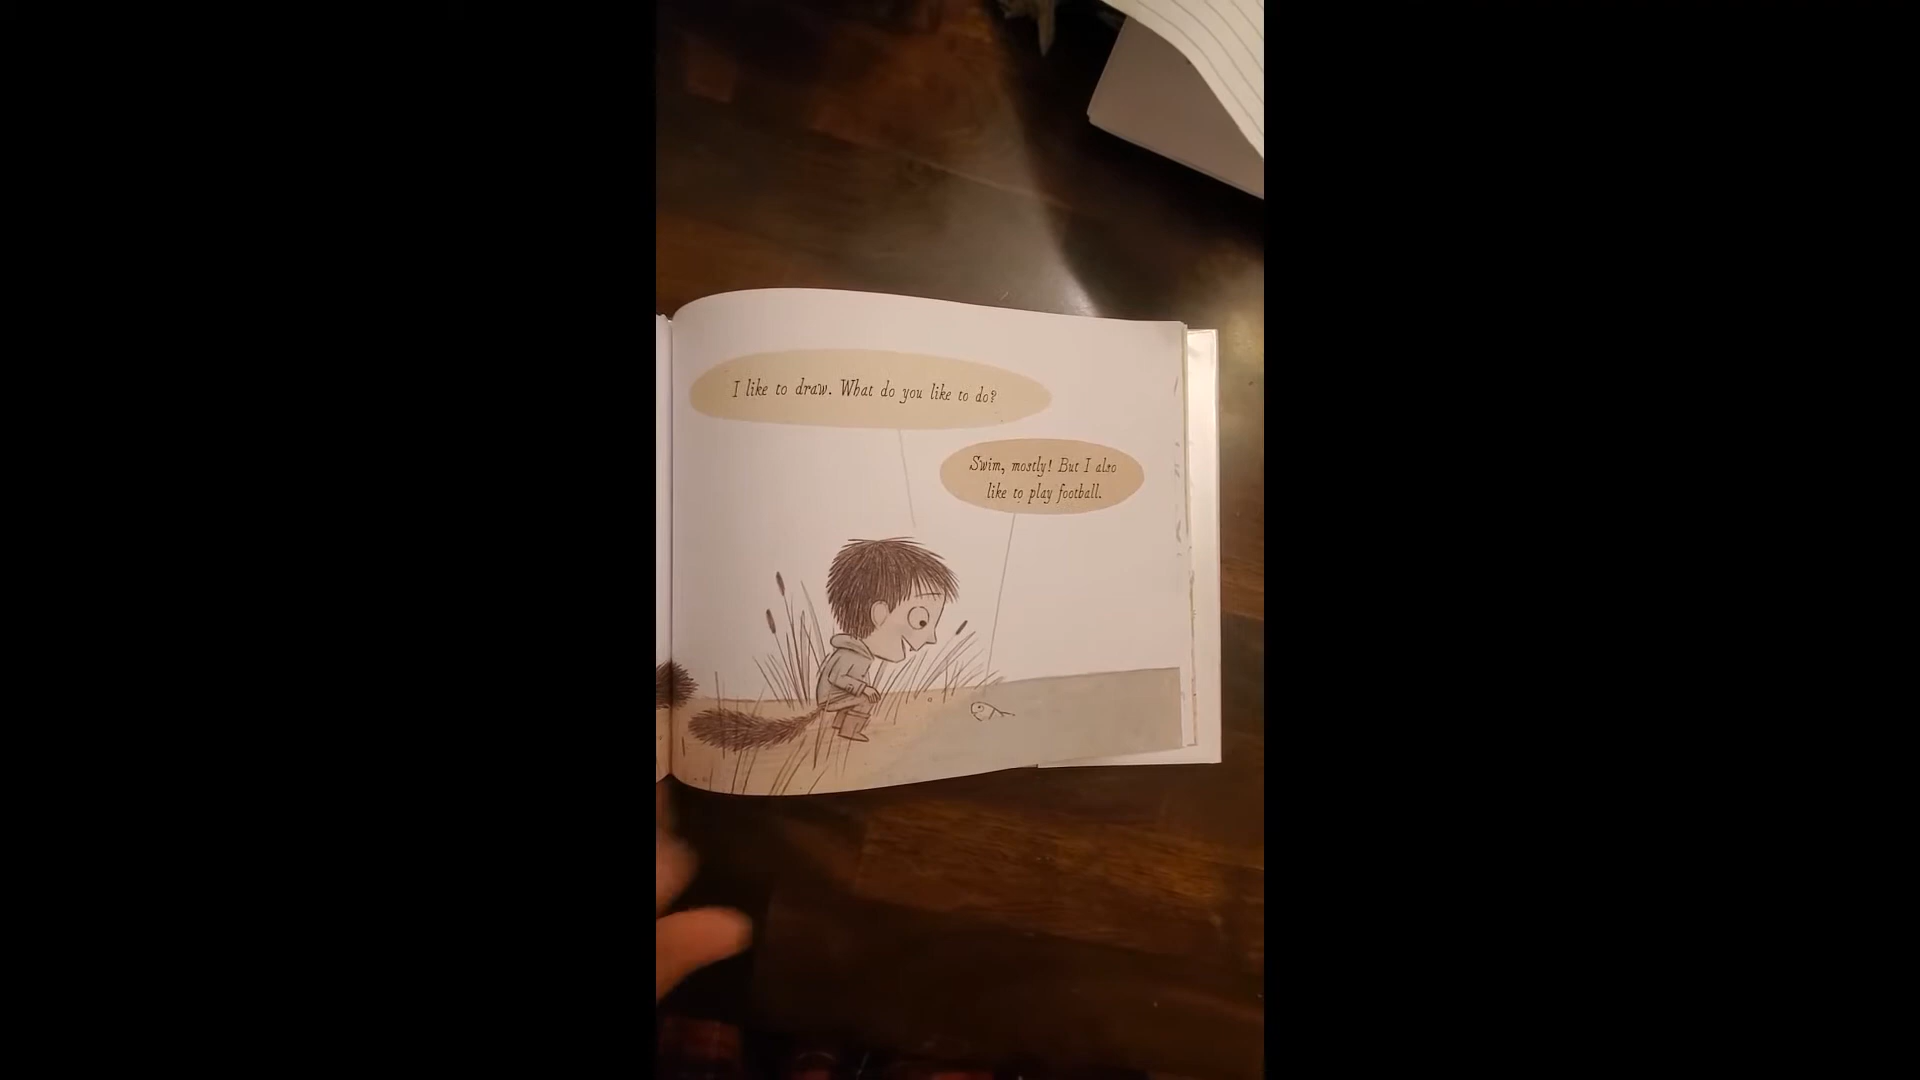 I like to draw. What do you like to do?
Swim, mostly! But I also
like to play football.